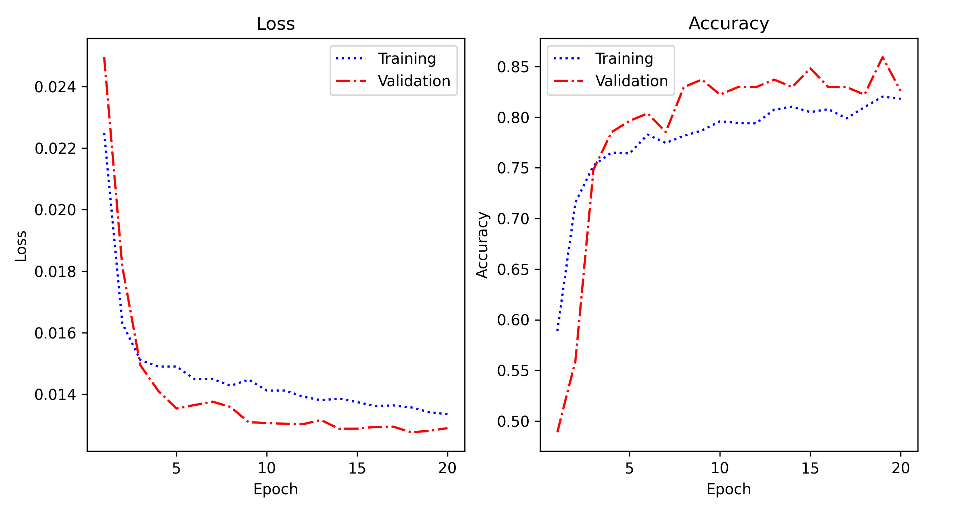 Loss
Training
Validation
0.024
0.022
0.020
0.018
0.016
0.014
Loss
5
10
15
20
Epoch
Accuracy
Training
Validation
0.85
0.80
0.75
0.70
0.65
0.60
0.55
0.50
Accuracy
5
10
15
20
Epoch